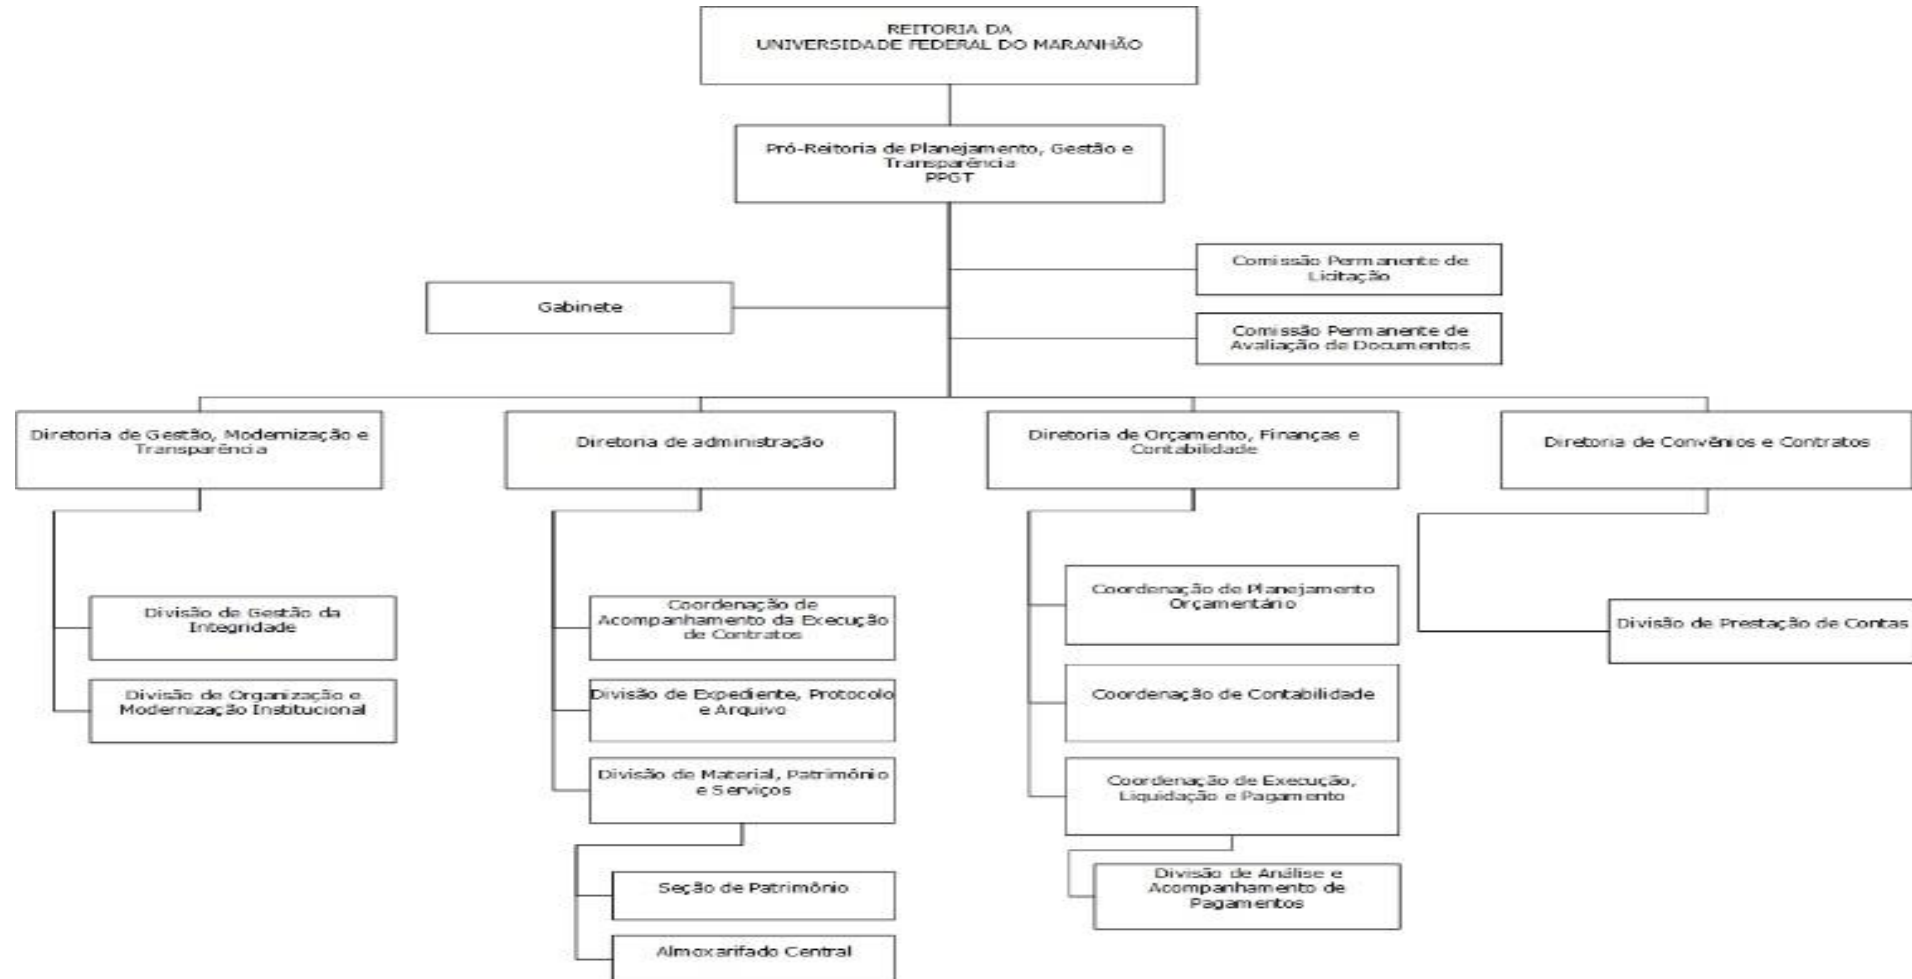 REITORIA DA
UNIVERSIDADE FEDERAL DO MARANHÃO
Pró-Reitoria de Planejamento, Gestão e
Transparência
PPGT
Comissão Permanente de
Licitação
Gabinete
Comissão Permanente de
Avaliação de Documentos
Diretoria de Gestão, Modernização e
Transparência
Diretoria de administração
Diretoria de Orçamento, Finanças e
Contabilidade
Diretoria de Convênios e Contratos
Divisão de Gestão da
Integridade
Divisão de Organização e
Modernização Institucional
Coordenação de
Acompanhamento da Execução
de Contratos
Divisão de Expediente, Protocolo
e Arquivo
Divisão de Material, Patrimônio
e Serviços
Seção de Patrimônio
Almoxarifado Central
Coordenação de Planejamento
Orçamentário
Coordenação de Contabilidade
Coordenação de Execução,
Liquidação e Pagamento
Divisão de Análise e
Acompanhamento de
Pagamentos
Divisão de Prestação de Contas